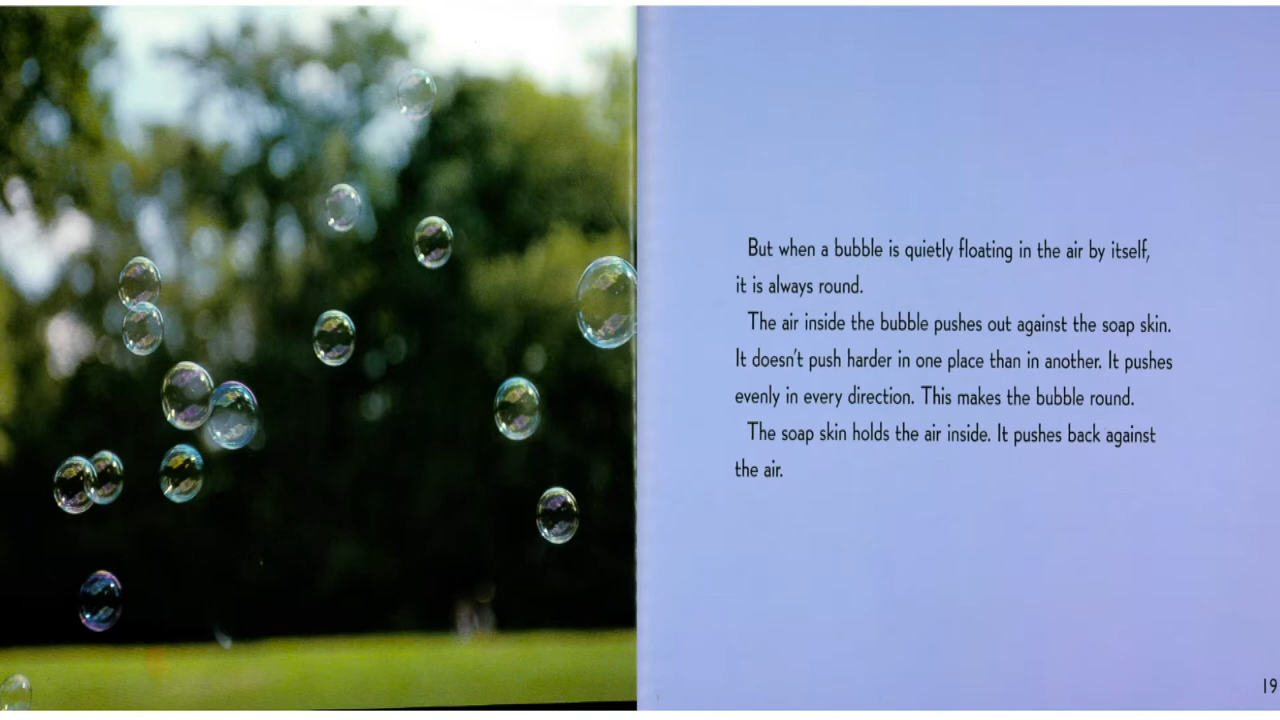 But when a bubble is quietly floating in the air by itself,
it is always round.
The air inside the bubble pushes out against the soap skin.
It doesn't push harder in one place than in another. It pushes
evenly in every direction. This makes the bubble round.
The soap skin holds the air inside. It pushes back against
the air.
19